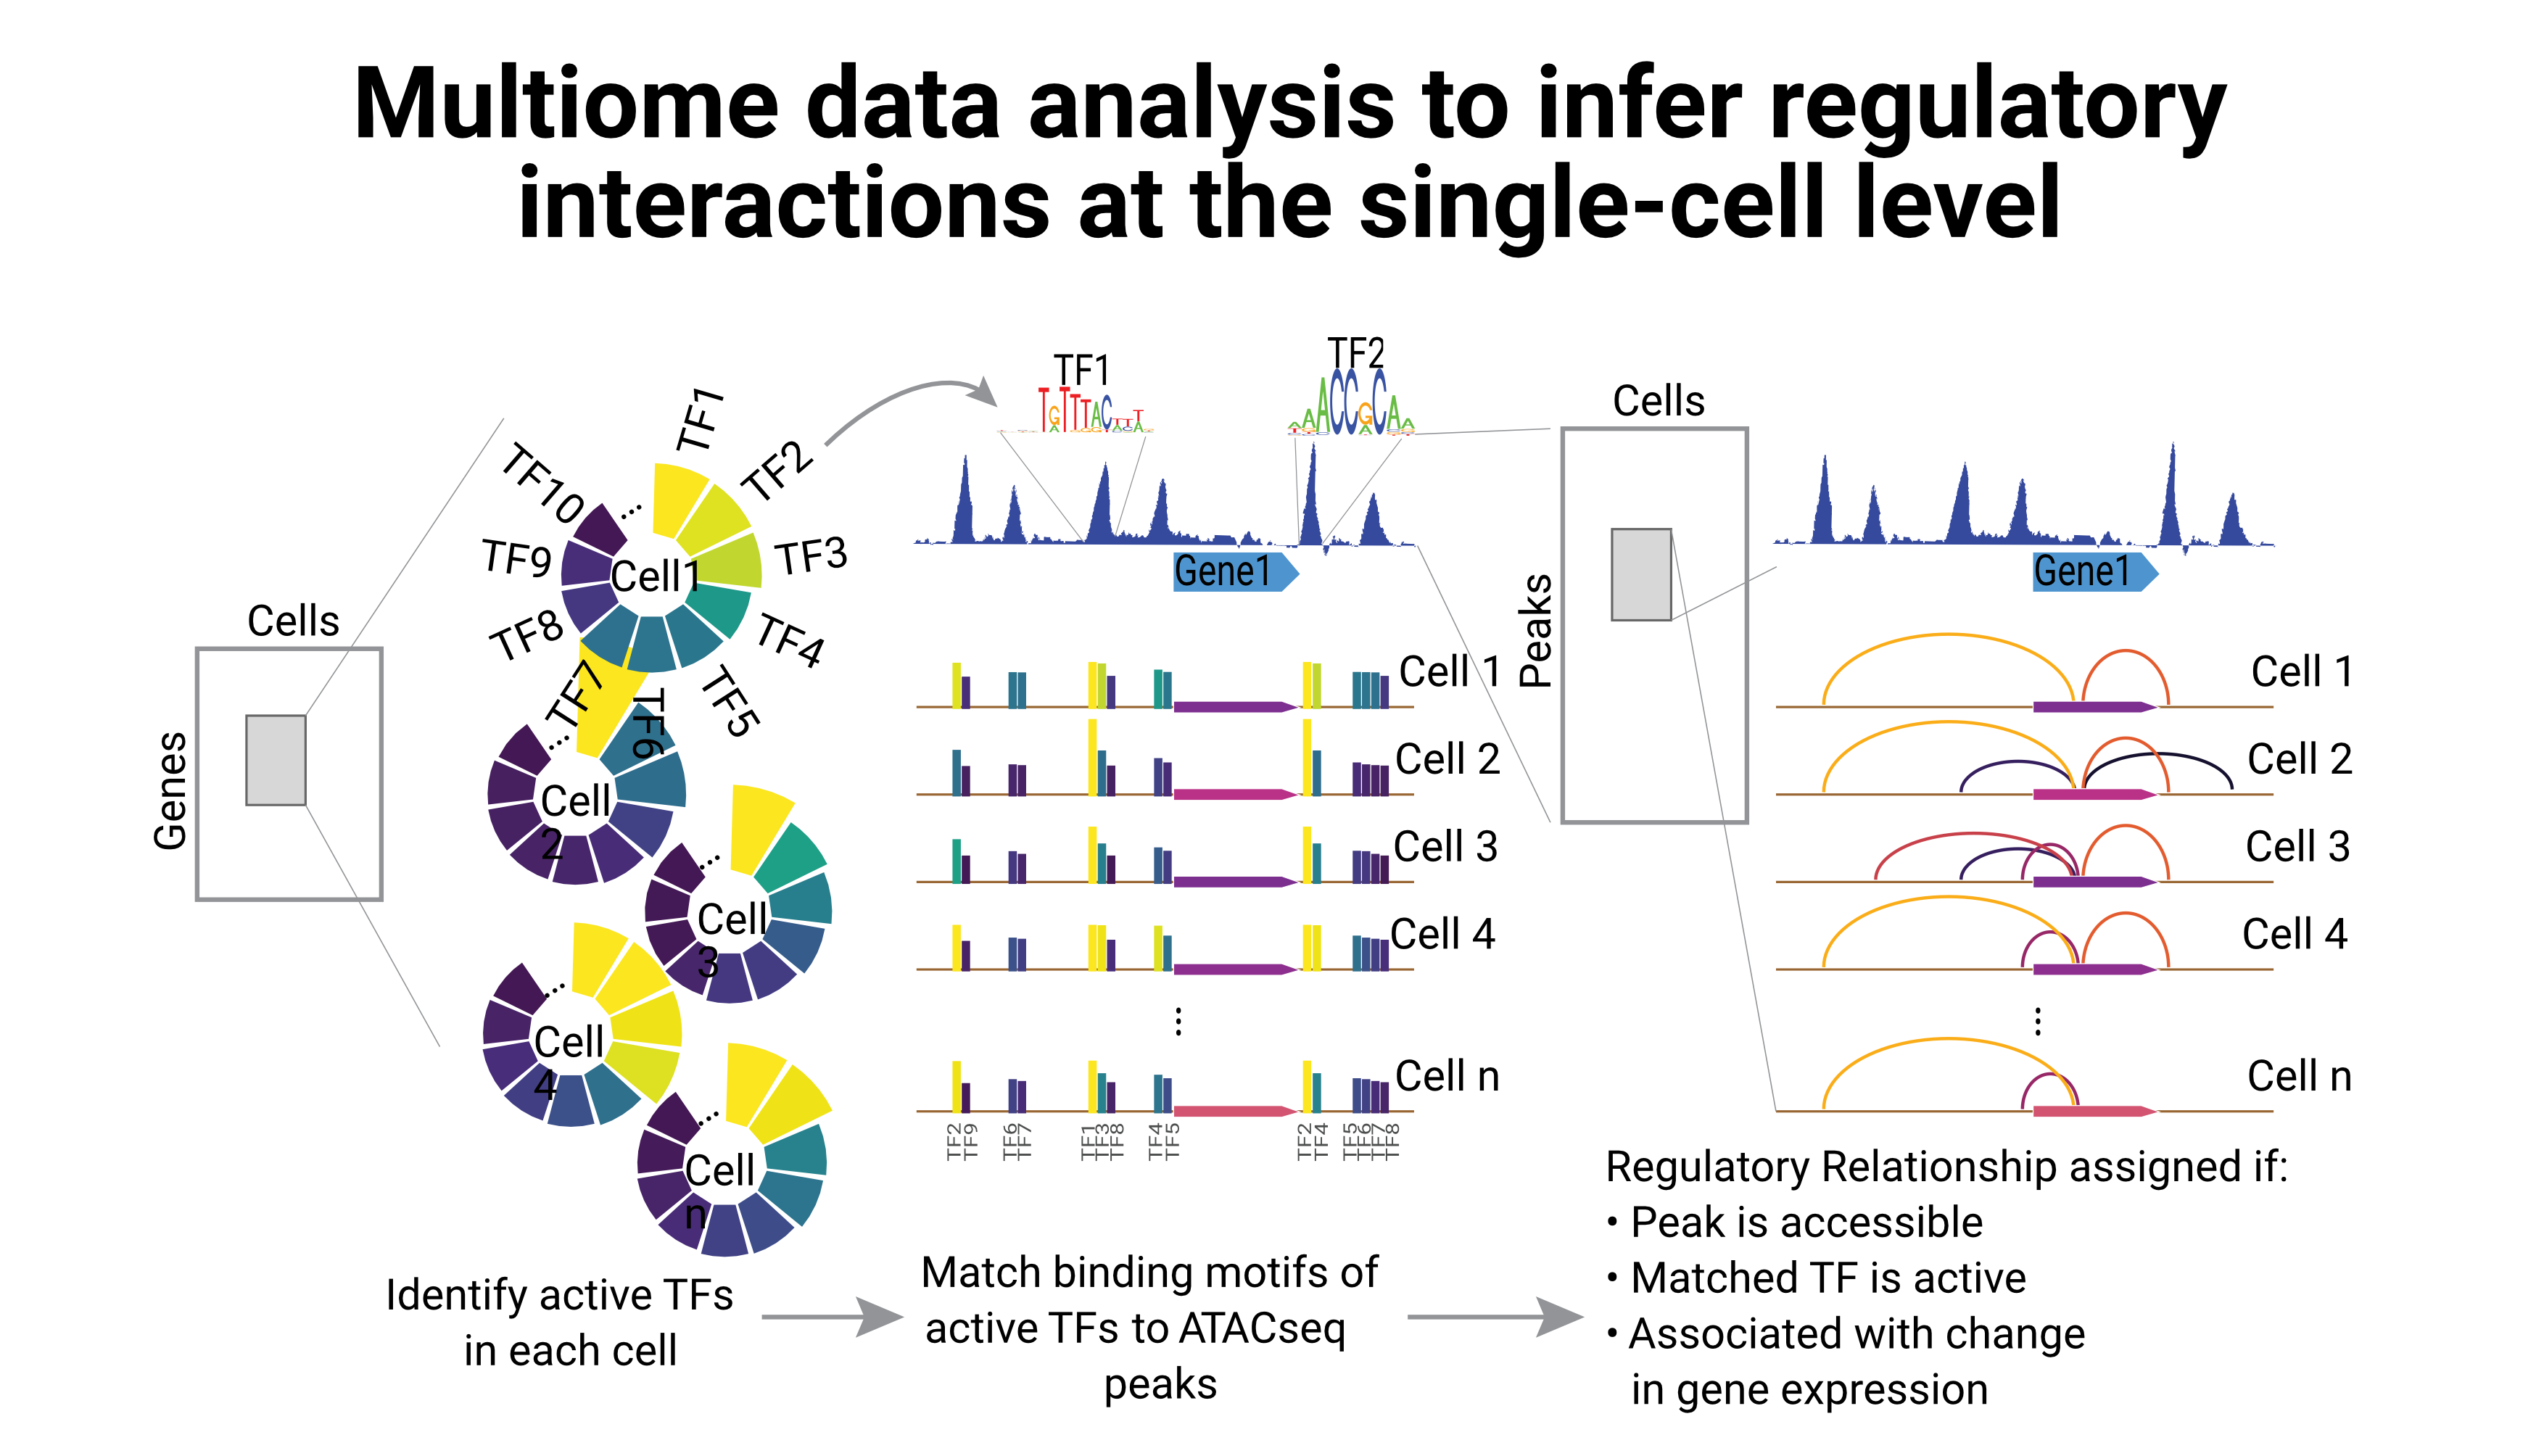 Multiome data analysis to infer regulatory
interactions at the single-cell level
Cells
Genes
TF1
TF2
TF3
TF4
TF5
TF6
TF7
TF8
TF9
TF10
...
Cell1
...
Cell
2
...
Cell
3
...
Cell
4
...
Cell
n
Identify active TFs
in each cell
TF1
TGTTTAC
TF2
AACCGCAA
Gene1
Cell 1
Cell 2
Cell 3
Cell 4
...
Cell n
TF2
TF9
TF6
TF7
TF1
TF3
TF8
TF4
TF5
TF2
TF4
TF5
TF6
TF7
TF8
Match binding motifs of
active TFs to ATACseq
peaks
Cells
Peaks
Gene1
Cell 1
Cell 2
Cell 3
Cell 4
...
Cell n
Regulatory Relationship assigned if:
• Peak is accessible
• Matched TF is active
• Associated with change
in gene expression